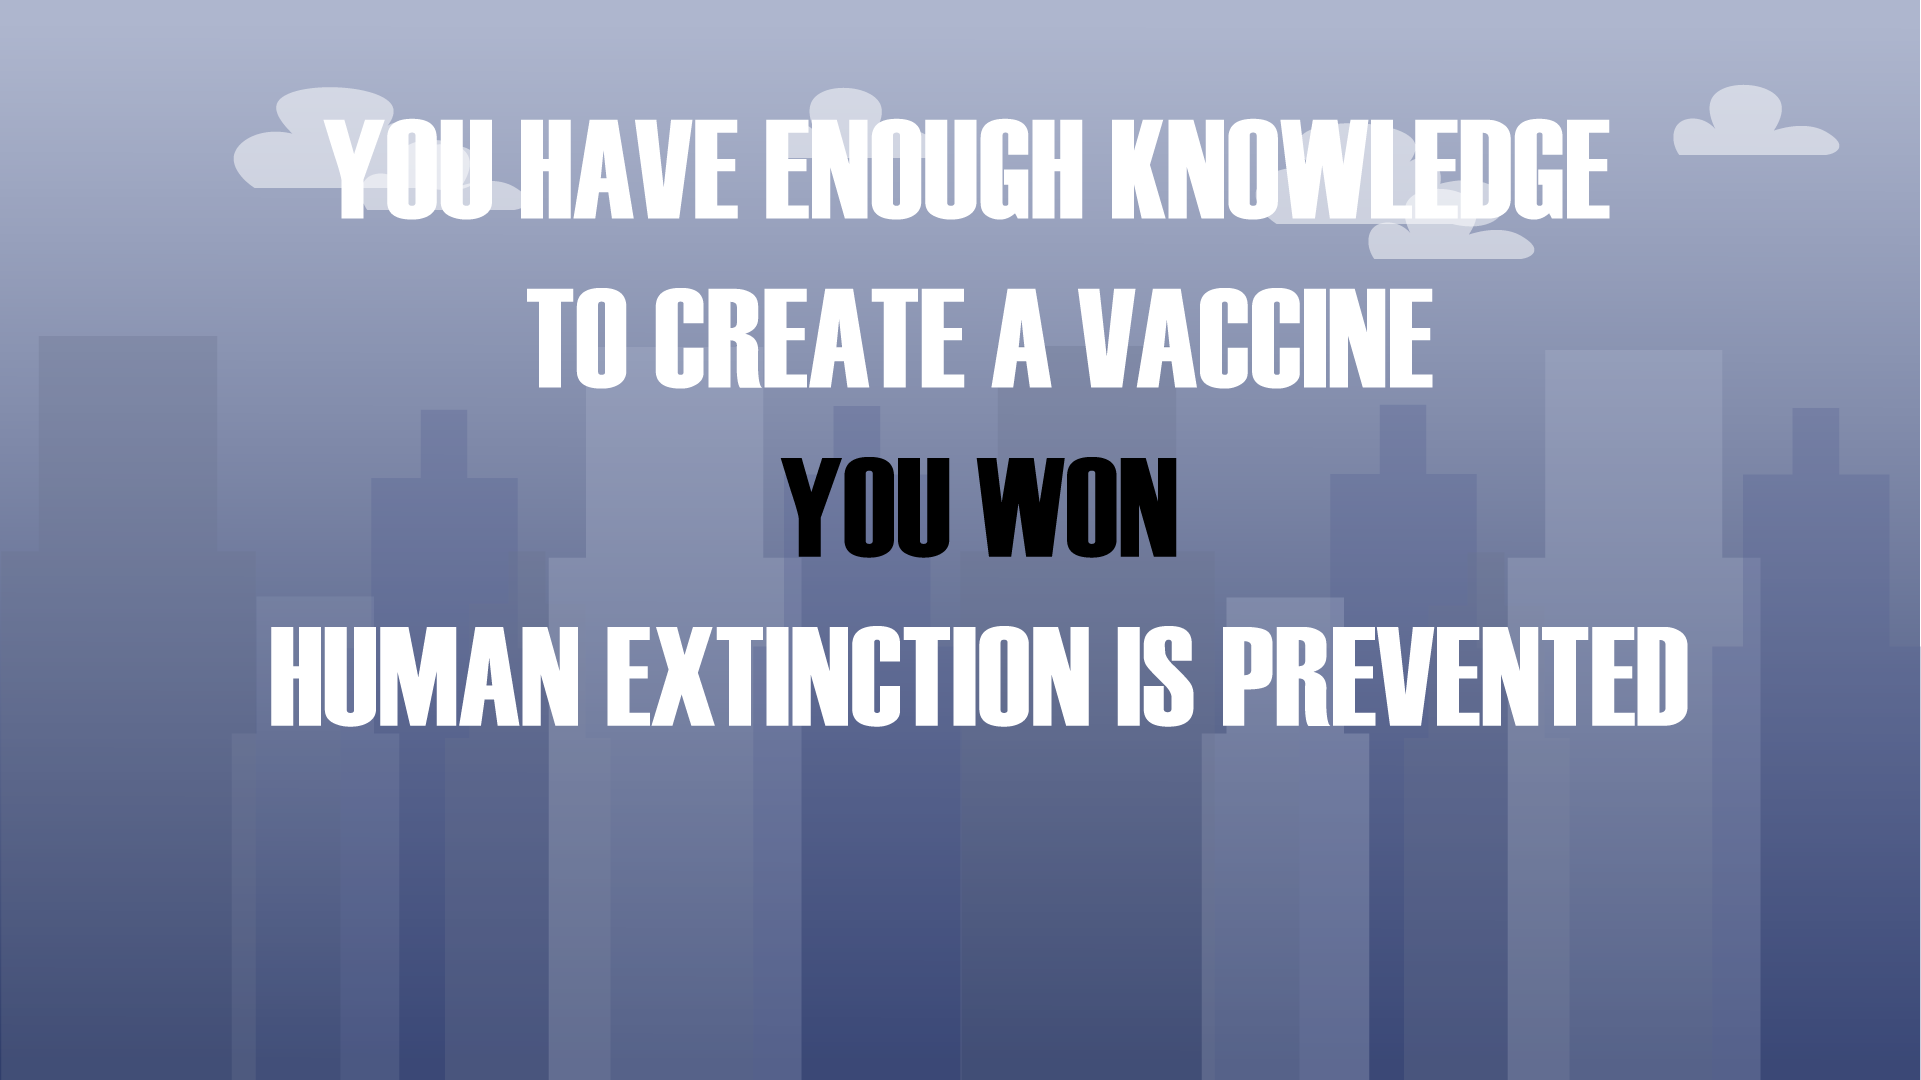 YOU HAVE ENOUGH KNOWLEDGE
TO CREATE A VACCINE
YOU WON
HUMAN EXTINCTION IS PREVENTED